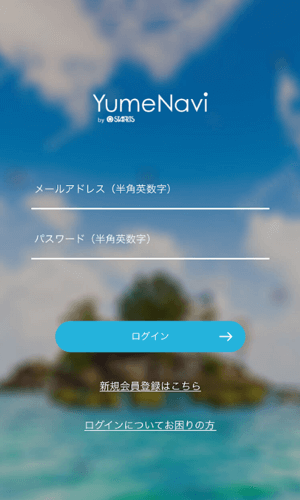 YumeNavi
by STARTS
メールアドレス（半角英数字）
パスワード（半角英数字）
ログイン
新規会員登録はこちら
ログインについてお困りの方